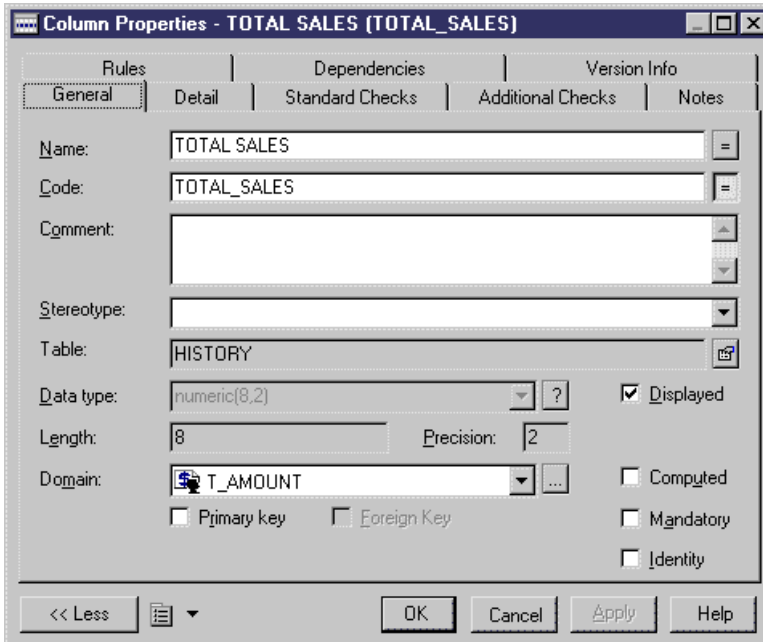 Column Properties - TOTAL SALES (TOTAL_SALES)
Rules Dependencies Version Info
General Detail Standard Checks Additional Checks Notes
Name: TOTAL SALES =
Code: TOTAL_SALES =
Comment:
Stereotype:
Table: HISTORY
Data type: numeric(8,2) ? Displayed
Length: 8 Precision: 2
Domain: T_AMOUNT ... Computed
Primary key Foreign Key Mandatory
Identity
<< Less OK Cancel Apply Help